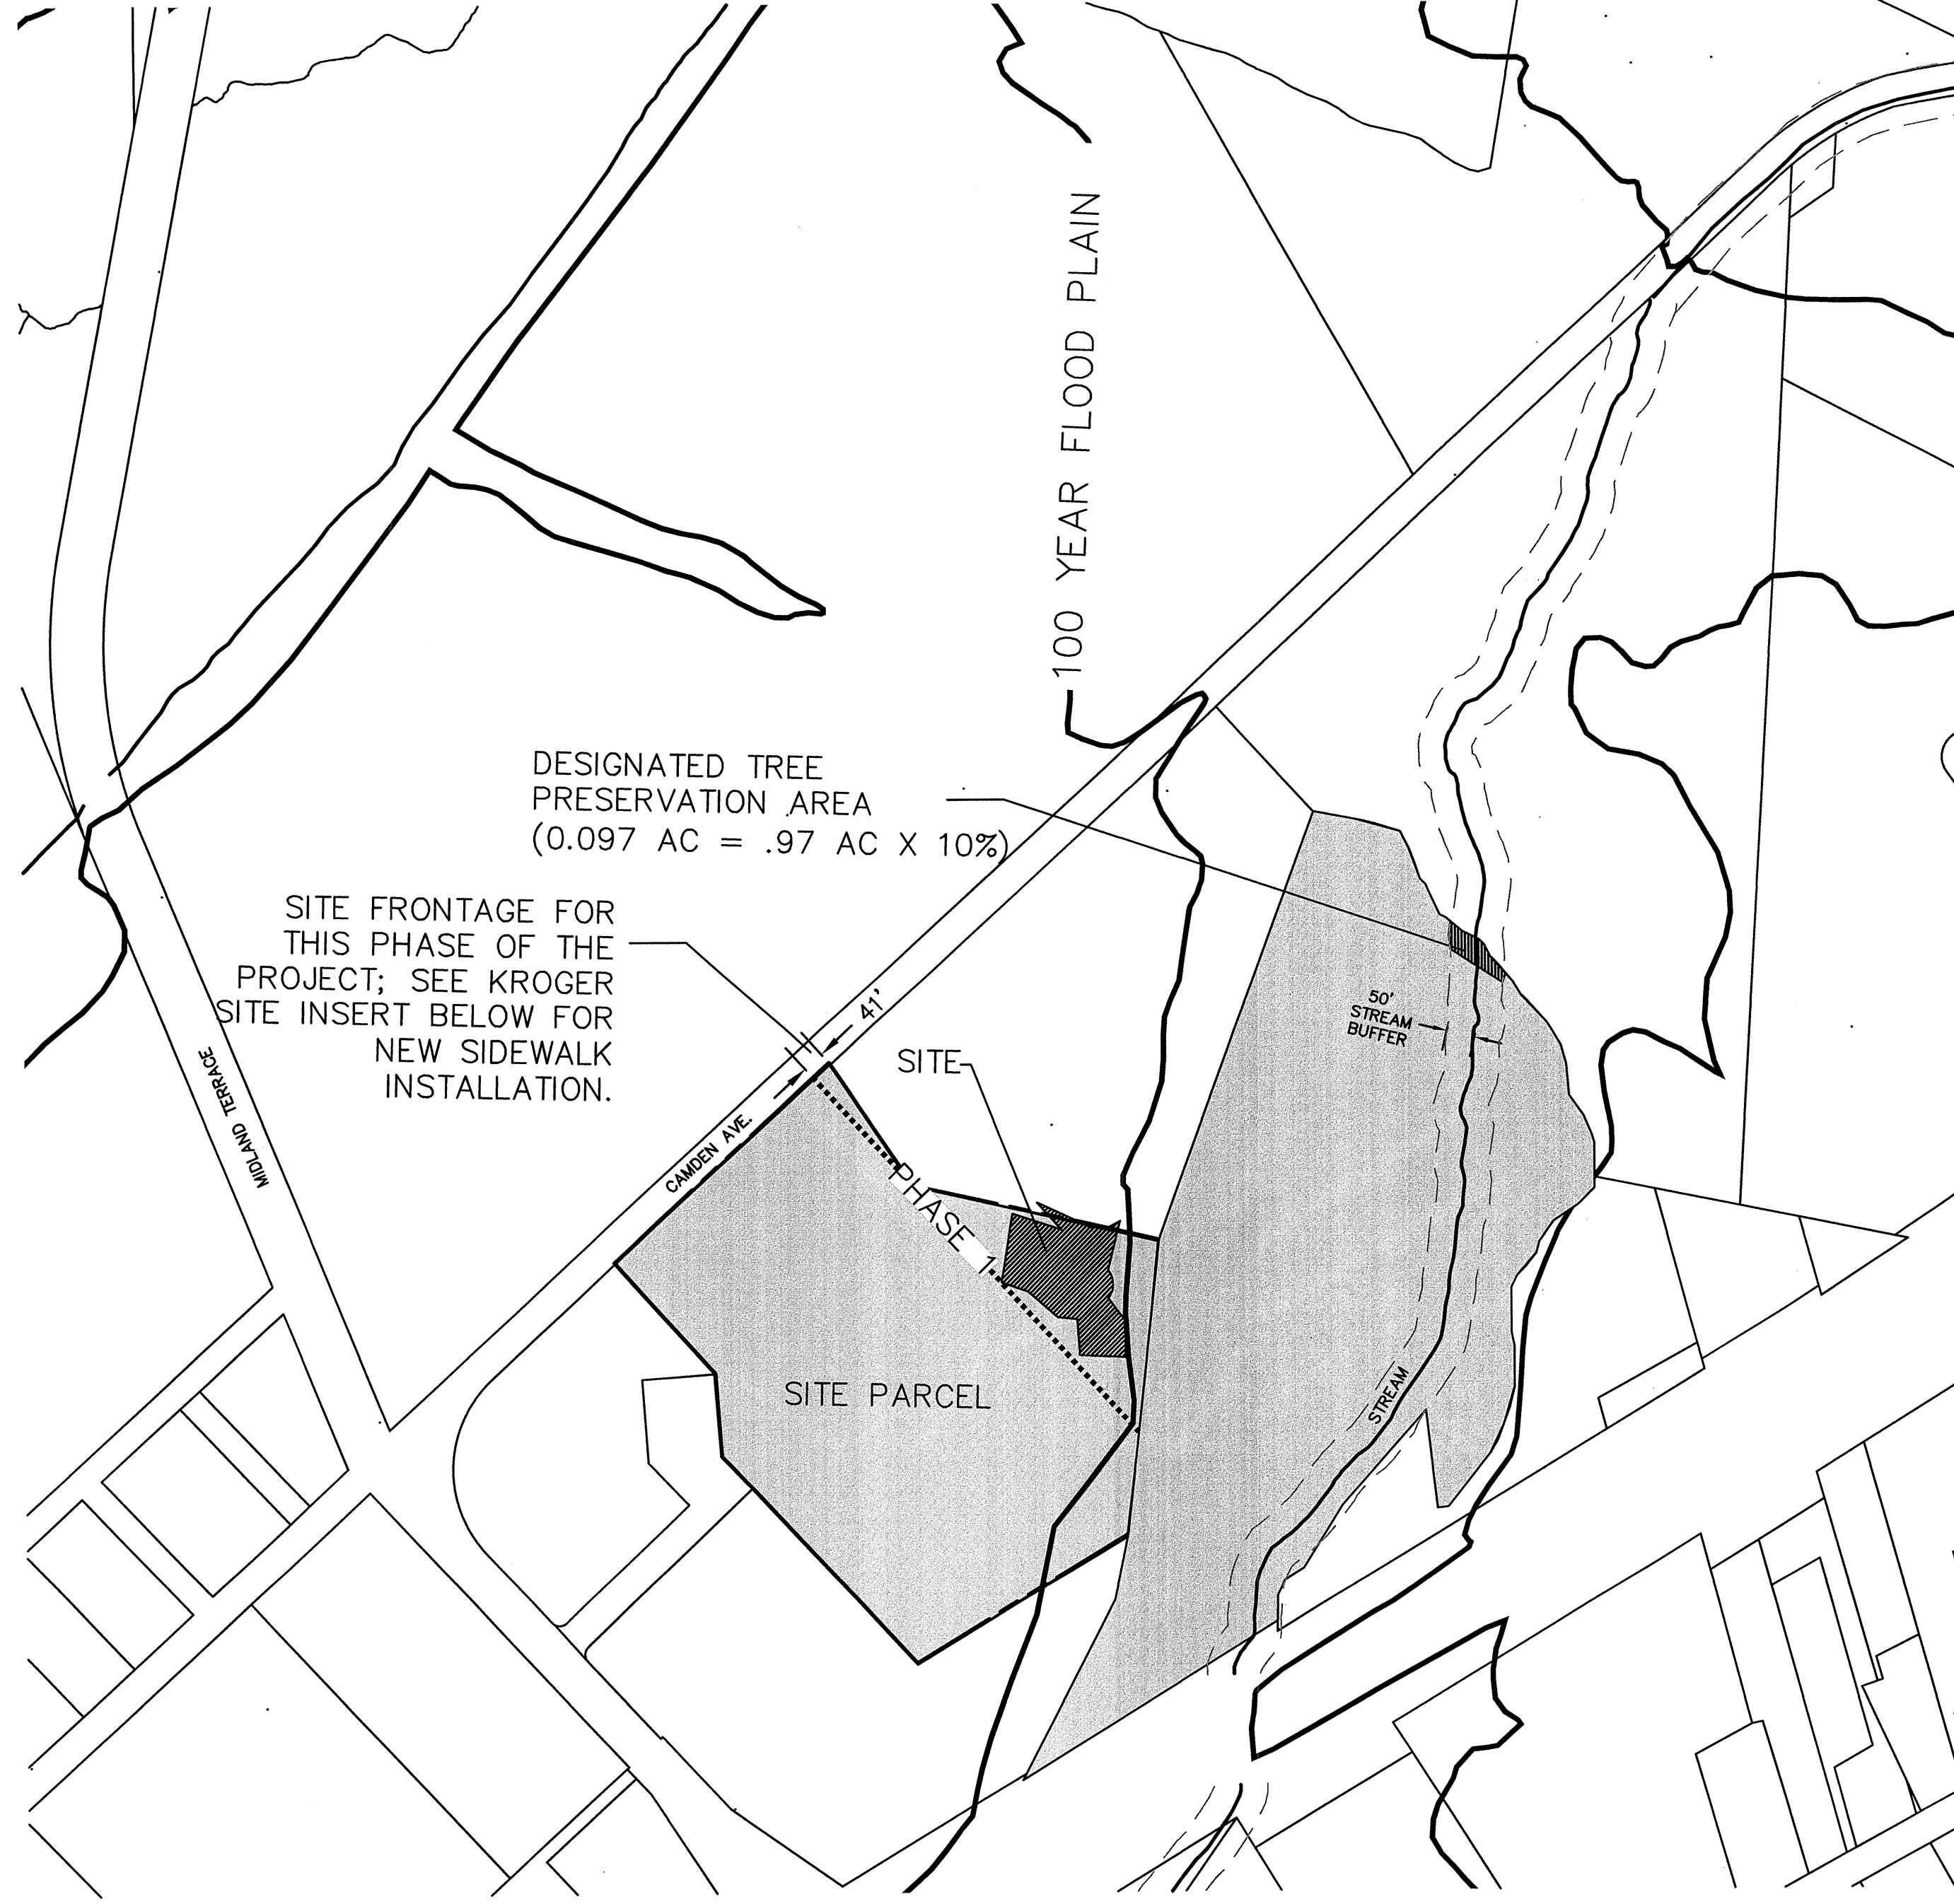 100 YEAR FLOOD PLAIN
DESIGNATED TREE
PRESERVATION AREA
(0.097 AC = .97 AC X 10%)
SITE FRONTAGE FOR
THIS PHASE OF THE
PROJECT; SEE KROGER
SITE INSERT BELOW FOR
NEW SIDEWALK
INSTALLATION.
41'
SITE
50'
STREAM
BUFFER
MIDLAND TERRACE
CAMDEN AVE.
PHASE 1
SITE PARCEL
STREAM